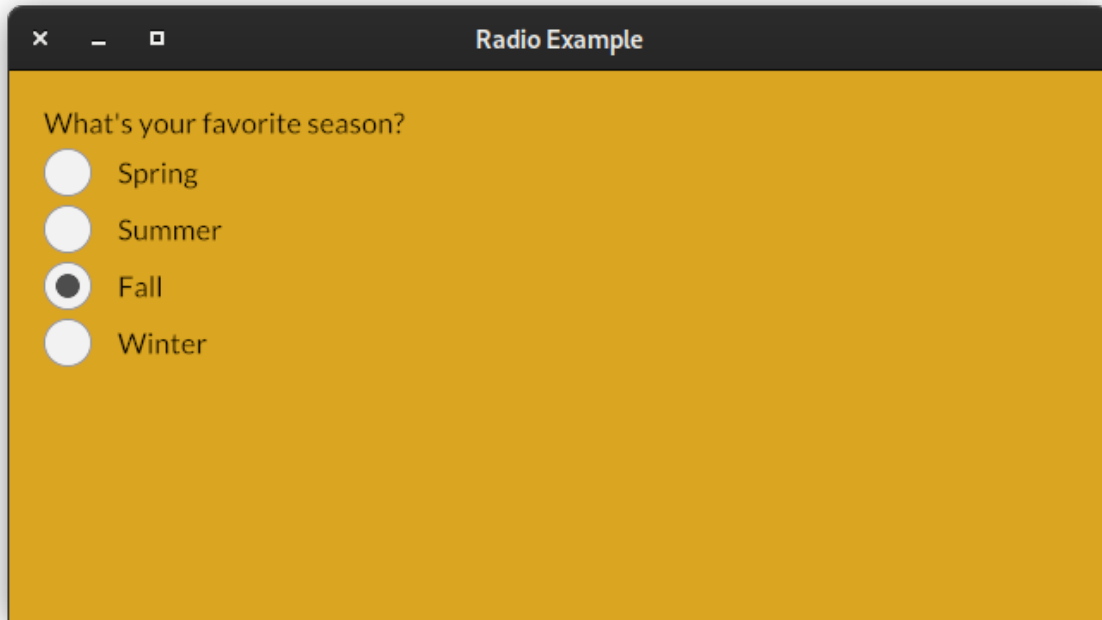 Radio Example
What's your favorite season?
Spring
Summer
Fall
Winter